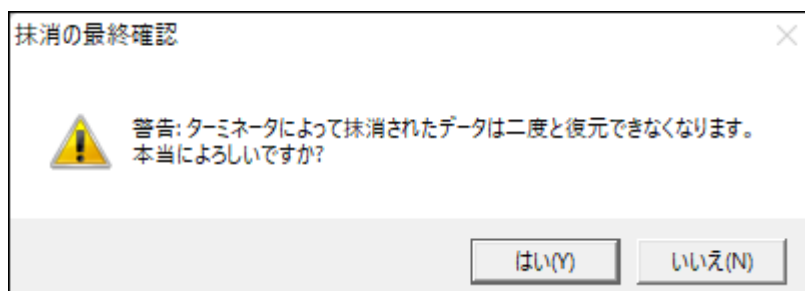 抹消の最終確認
警告: ターミネータによって抹消されたデータは二度と復元できなくなります。
本当によろしいですか?
はい(Y)
いいえ(N)